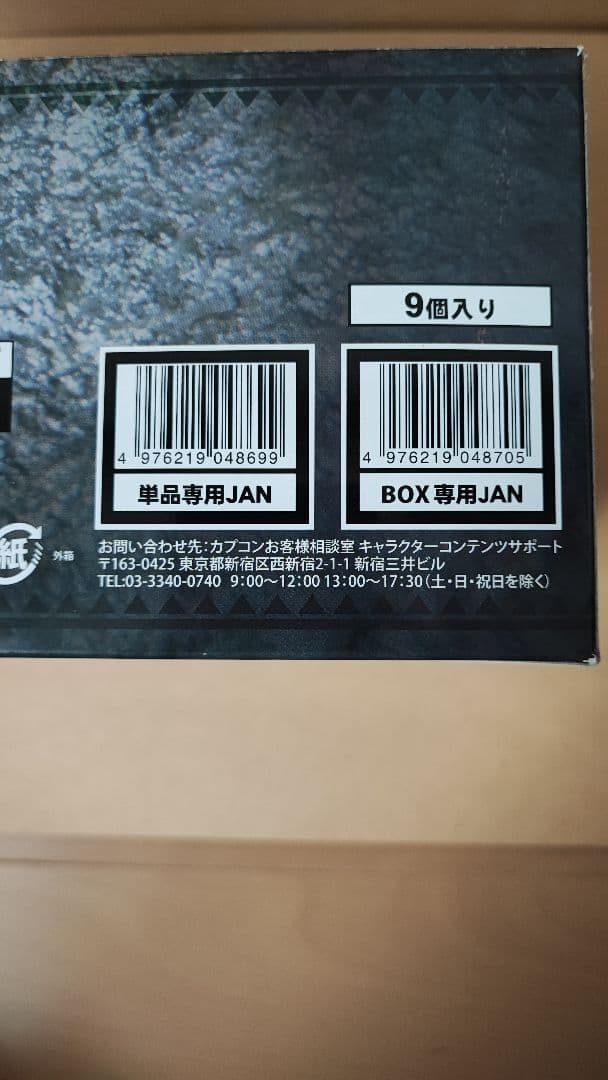 9個入り
4 976219 048699
単品専用JAN
4 976219 048705
BOX専用JAN
紙
外箱
お問い合わせ先:カプコンお客様相談室 キャラクターコンテンツサポート
〒163-0425 東京都新宿区西新宿2-1-1 新宿三井ビル
TEL:03-3340-0740 9:00〜12:00 13:00〜17:30(土・日・祝日を除く)